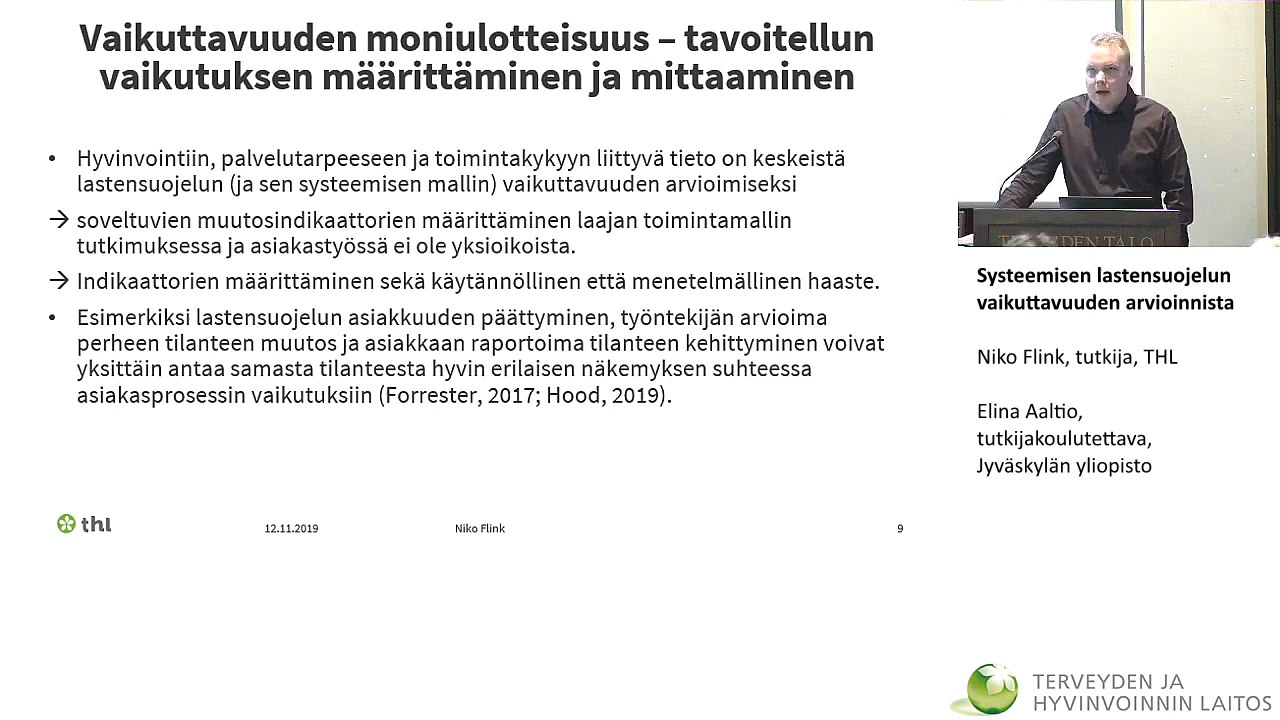 Vaikuttavuuden moniulotteisuus – tavoitellun
vaikutuksen määrittäminen ja mittaaminen
• Hyvinvointiin, palvelutarpeeseen ja toimintakykyyn liittyvä tieto on keskeistä
lastensuojelun (ja sen systeemisen mallin) vaikuttavuuden arvioimiseksi
→ soveltuvien muutosindikaattorien määrittäminen laajan toimintamallin
tutkimuksessa ja asiakastyössä ei ole yksioikoista.
→ Indikaattorien määrittäminen sekä käytännöllinen että menetelmällinen haaste.
• Esimerkiksi lastensuojelun asiakkuuden päättyminen, työntekijän arvioima
perheen tilanteen muutos ja asiakkaan raportoima tilanteen kehittyminen voivat
yksittäin antaa samasta tilanteesta hyvin erilaisen näkemyksen suhteessa
asiakasprosessin vaikutuksiin (Forrester, 2017; Hood, 2019).
thl
12.11.2019
Niko Flink
9
TALO
Systeemisen lastensuojelun
vaikuttavuuden arvioinnista
Niko Flink, tutkija, THL
Elina Aaltio,
tutkijakoulutettava,
Jyväskylän yliopisto
TERVEYDEN JA
HYVINVOINNIN LAITOS